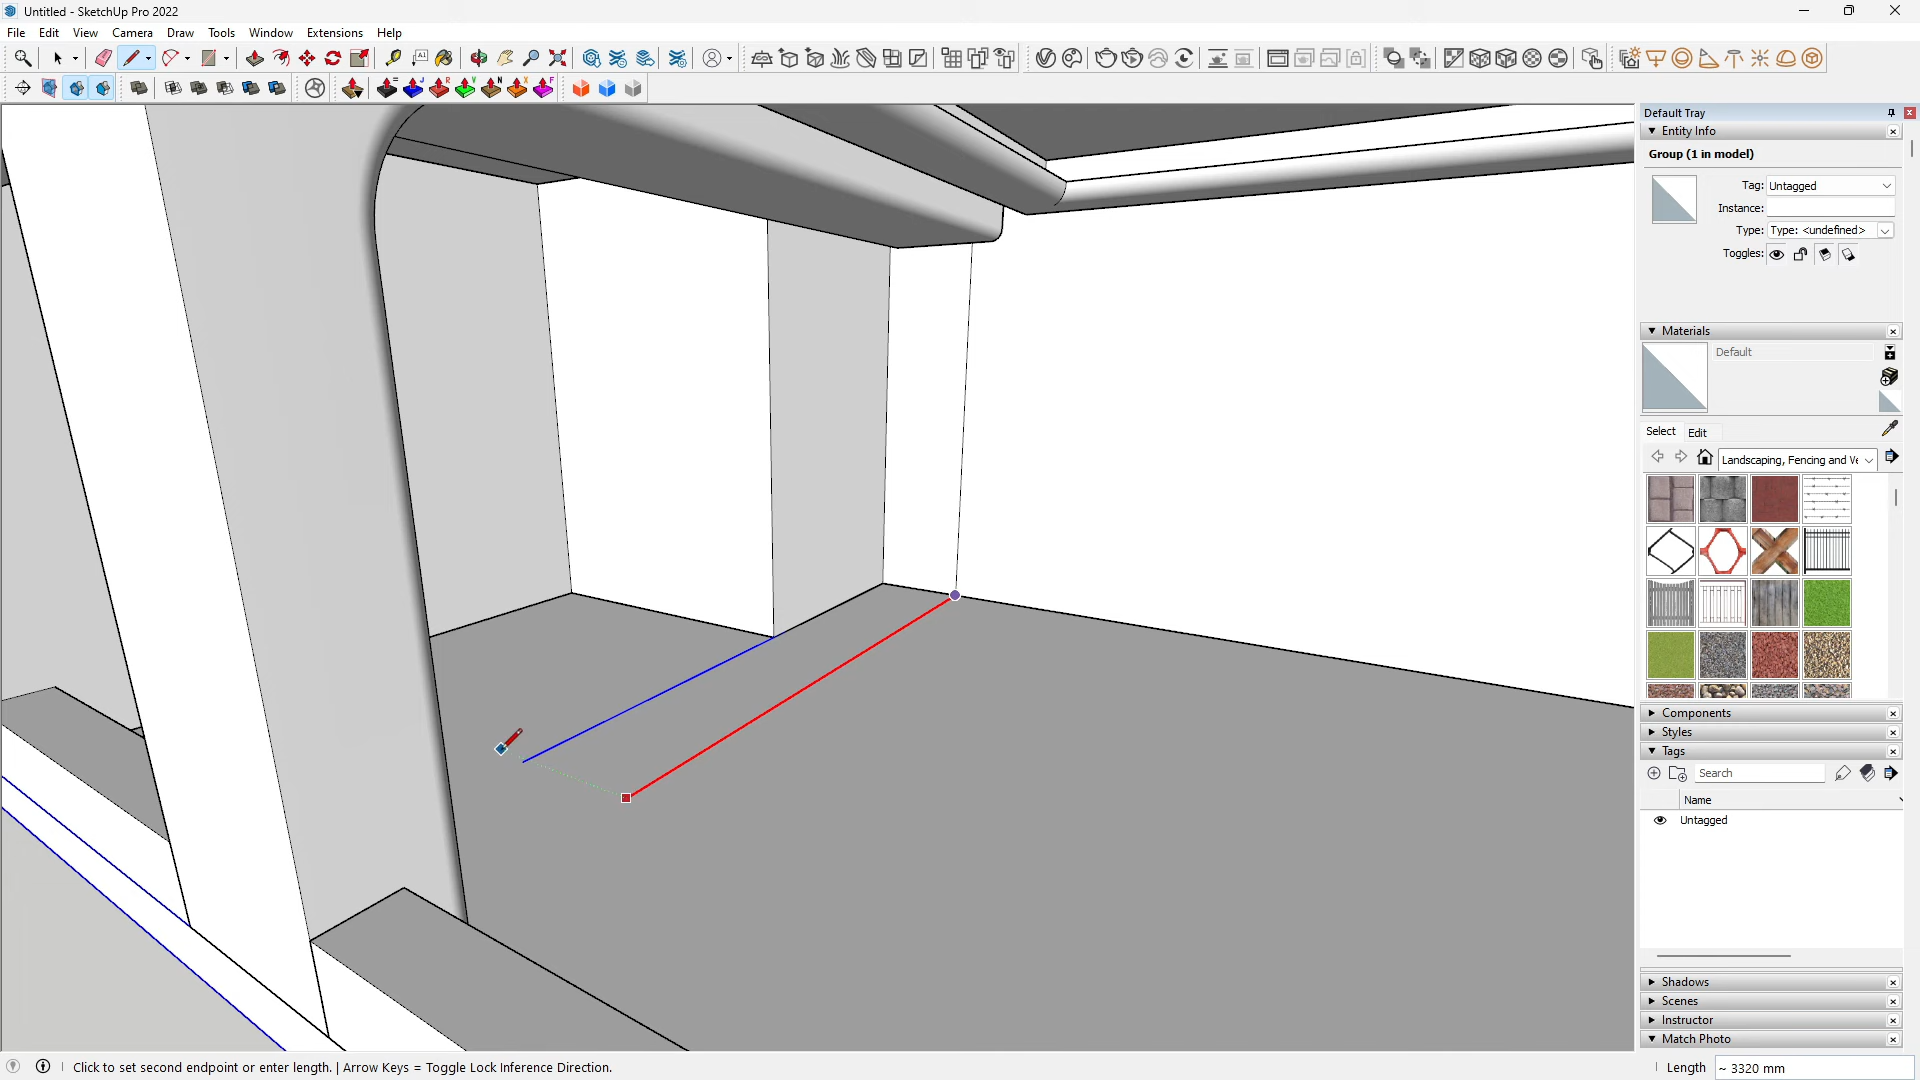 Untitled - SketchUp Pro 2022
File Edit View Camera Draw Tools Window Extensions Help
Default Tray
Entity Info
Group (1 in model)
Tag: Untagged
Instance:
Type: Type: <undefined>
Toggles:
Materials
Default
Select Edit
Landscaping, Fencing and Ve
Components
Styles
Tags
Search
Name
Untagged
Shadows
Scenes
Instructor
Match Photo
Click to set second endpoint or enter length. | Arrow Keys = Toggle Lock Inference Direction.
Length ~ 3320 mm